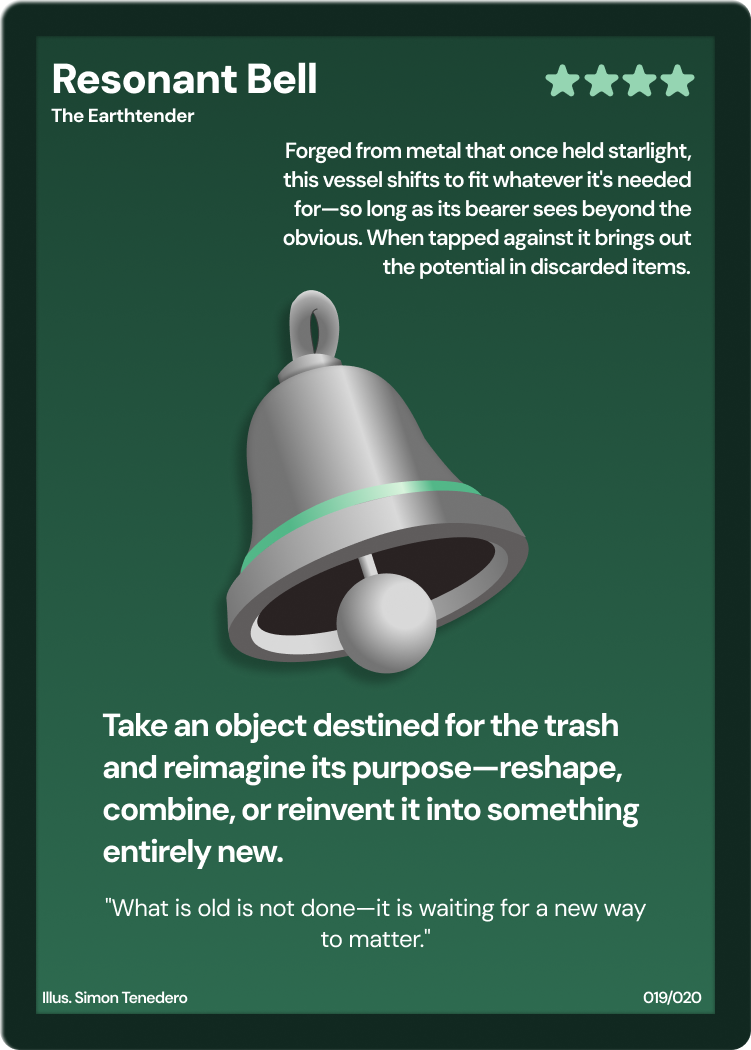 Resonant Bell
The Earthtender
Forged from metal that once held starlight,
this vessel shifts to fit whatever it's needed
for—so long as its bearer sees beyond the
obvious. When tapped against it brings out
the potential in discarded items.
Take an object destined for the trash
and reimagine its purpose—reshape,
combine, or reinvent it into something
entirely new.
"What is old is not done—it is waiting for a new way
to matter."
Illus. Simon Tenedero
019/020